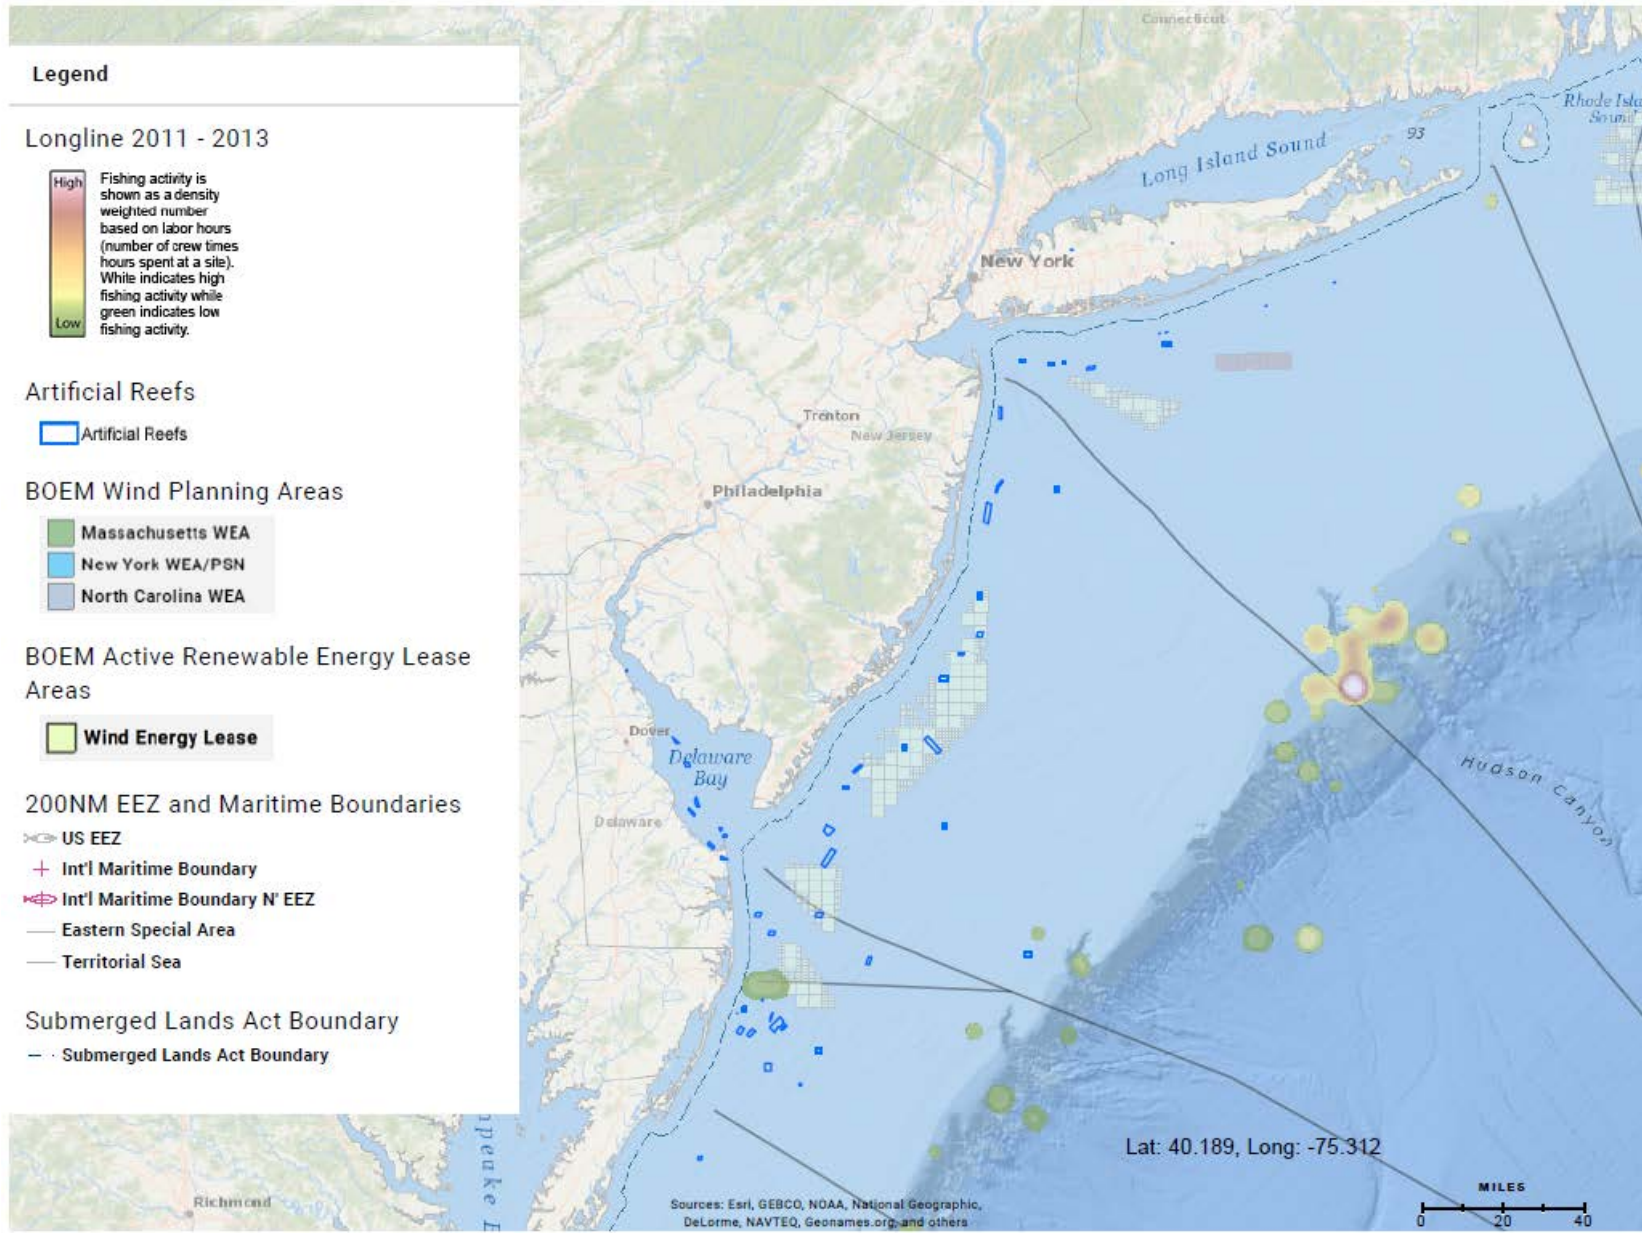 Legend
Longline 2011 - 2013
High
Low
Fishing activity is
shown as a density
weighted number
based on labor hours
(number of crew times
hours spent at a site).
White indicates high
fishing activity while
green indicates low
fishing activity.
Artificial Reefs
Artificial Reefs
BOEM Wind Planning Areas
Massachusetts WEA
New York WEA/PSN
North Carolina WEA
BOEM Active Renewable Energy Lease
Areas
Wind Energy Lease
200NM EEZ and Maritime Boundaries
US EEZ
Int'l Maritime Boundary
Int'l Maritime Boundary N' EEZ
Eastern Special Area
Territorial Sea
Submerged Lands Act Boundary
Submerged Lands Act Boundary
Connecticut
Rhode Isla
Sound
93
Long Island Sound
New York
Trenton
New Jersey
Philadelphia
Dover
Delaware
Bay
Delaware
Hudson Canyon
Richmond
npeake
Lat: 40.189, Long: -75.312
Sources: Esri, GEBCO, NOAA, National Geographic,
DeLorme, NAVTEQ, Geonames.org, and others
MILES
0 20 40